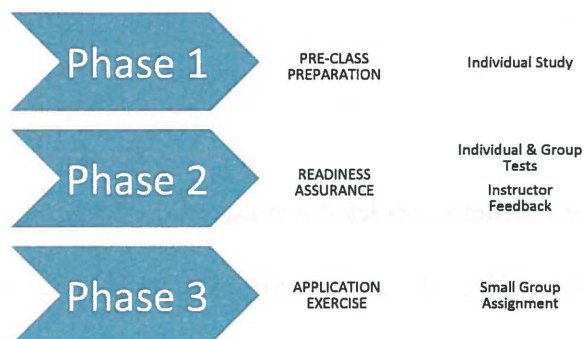 Phase 1
PRE-CLASS
PREPARATION
Individual Study
Phase 2
READINESS
ASSURANCE
Individual & Group
Tests
Instructor
Feedback
Phase 3
APPLICATION
EXERCISE
Small Group
Assignment